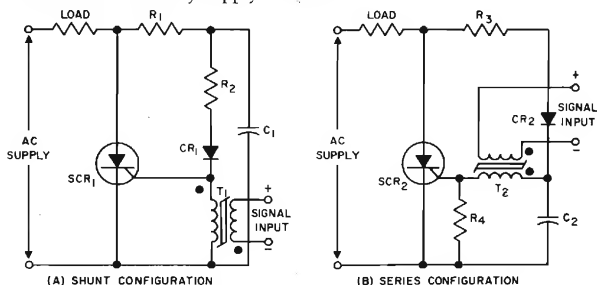 supply
LOAD R₁
R₂
C₁
CR₁
AC SUPPLY
SCR₁
T₁
+
SIGNAL INPUT
−
(A) SHUNT CONFIGURATION
LOAD R₃
+
SIGNAL INPUT
CR₂
−
AC SUPPLY
SCR₂
T₂
R₄
C₂
(B) SERIES CONFIGURATION